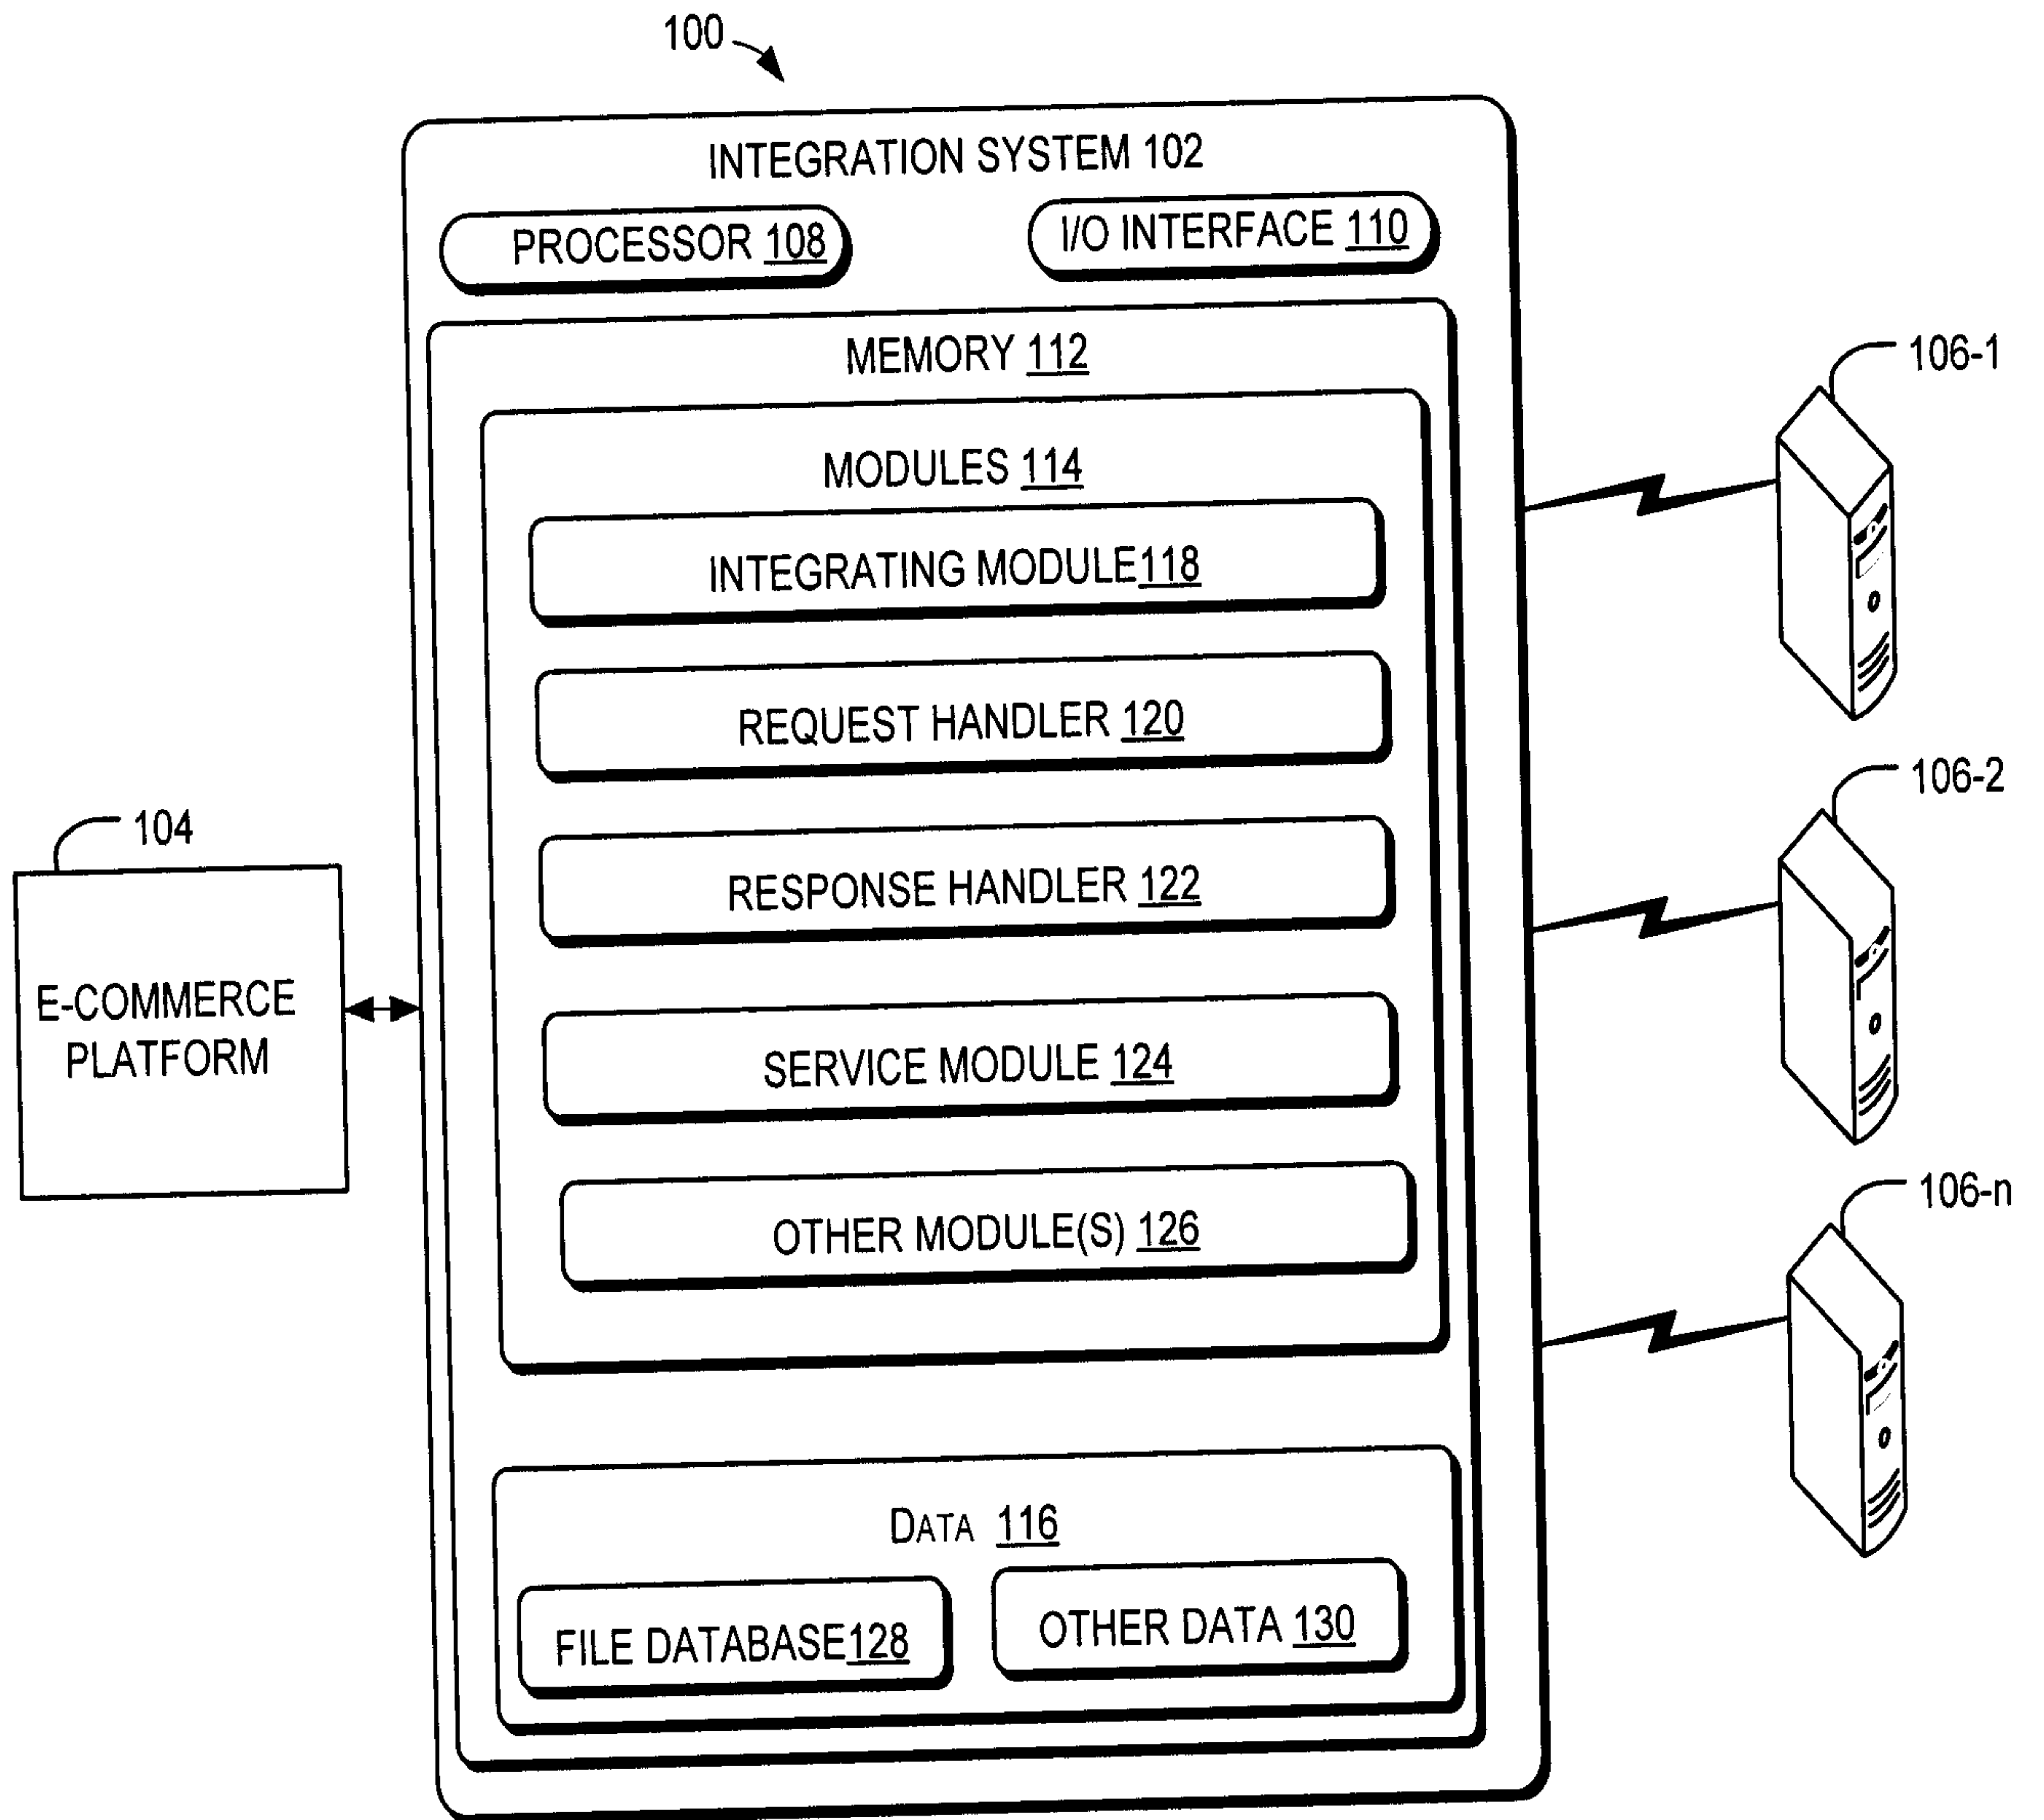 100
INTEGRATION SYSTEM 102
PROCESSOR 108
I/O INTERFACE 110
MEMORY 112
MODULES 114
INTEGRATING MODULE118
REQUEST HANDLER 120
RESPONSE HANDLER 122
SERVICE MODULE 124
OTHER MODULE(S) 126
DATA 116
FILE DATABASE128
OTHER DATA 130
104
E-COMMERCE
PLATFORM
106-1
106-2
106-n